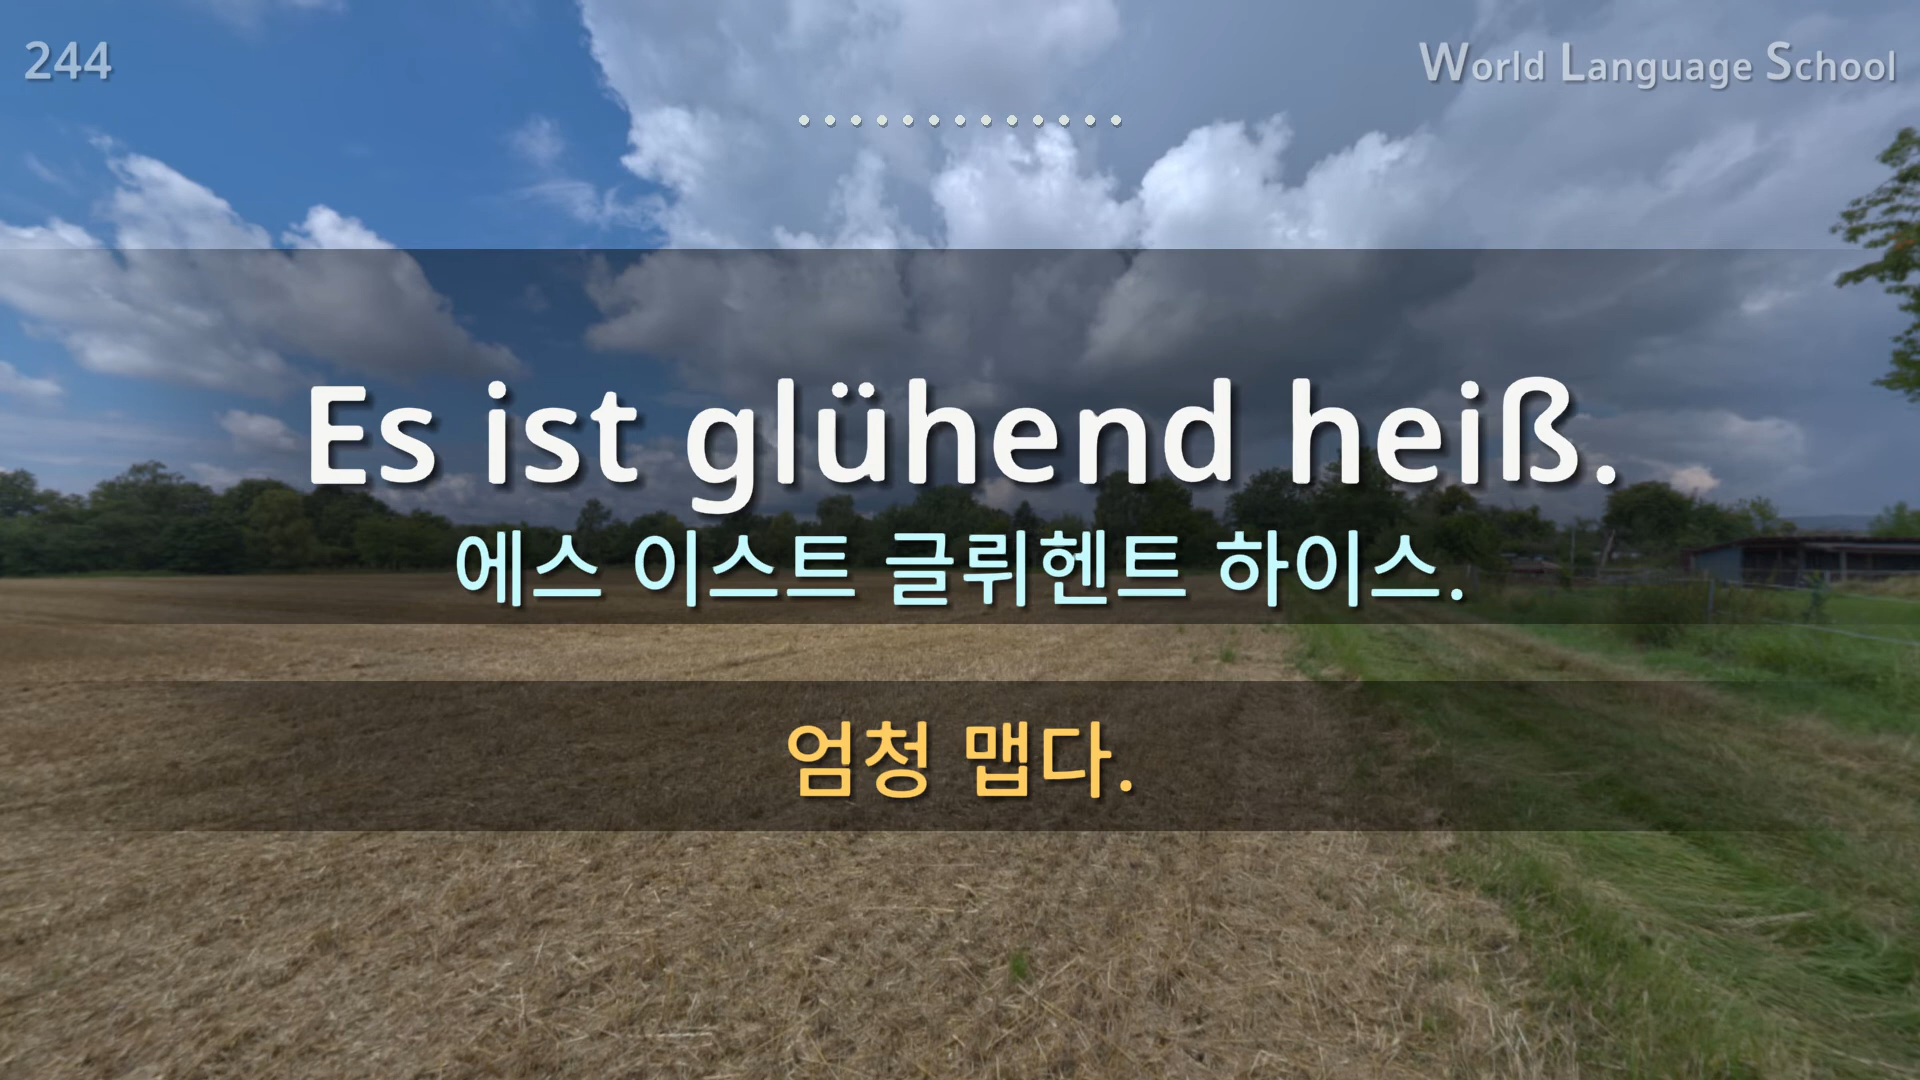 244
World Language School
Es ist glühend heiß.
에스 이스트 글뤼헨트 하이스.
엄청 맵다.